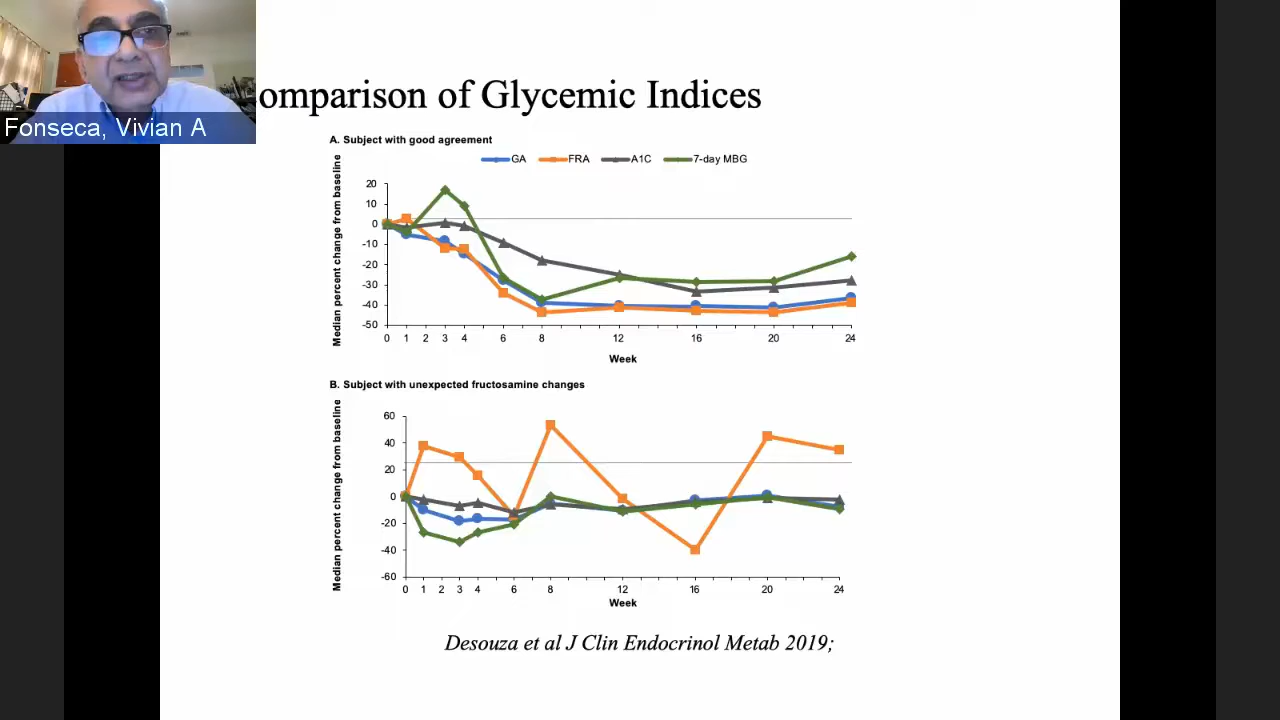 omparison of Glycemic Indices
Fonseca, Vivian A
A. Subject with good agreement
GA FRA A1C 7-day MBG
Median percent change from baseline
20
10
0
-10
-20
-30
-40
-50
0 1 2 3 4 6 8 12 16 20 24
Week
B. Subject with unexpected fructosamine changes
Median percent change from baseline
60
40
20
0
-20
-40
-60
0 1 2 3 4 6 8 12 16 20 24
Week
Desouza et al J Clin Endocrinol Metab 2019;